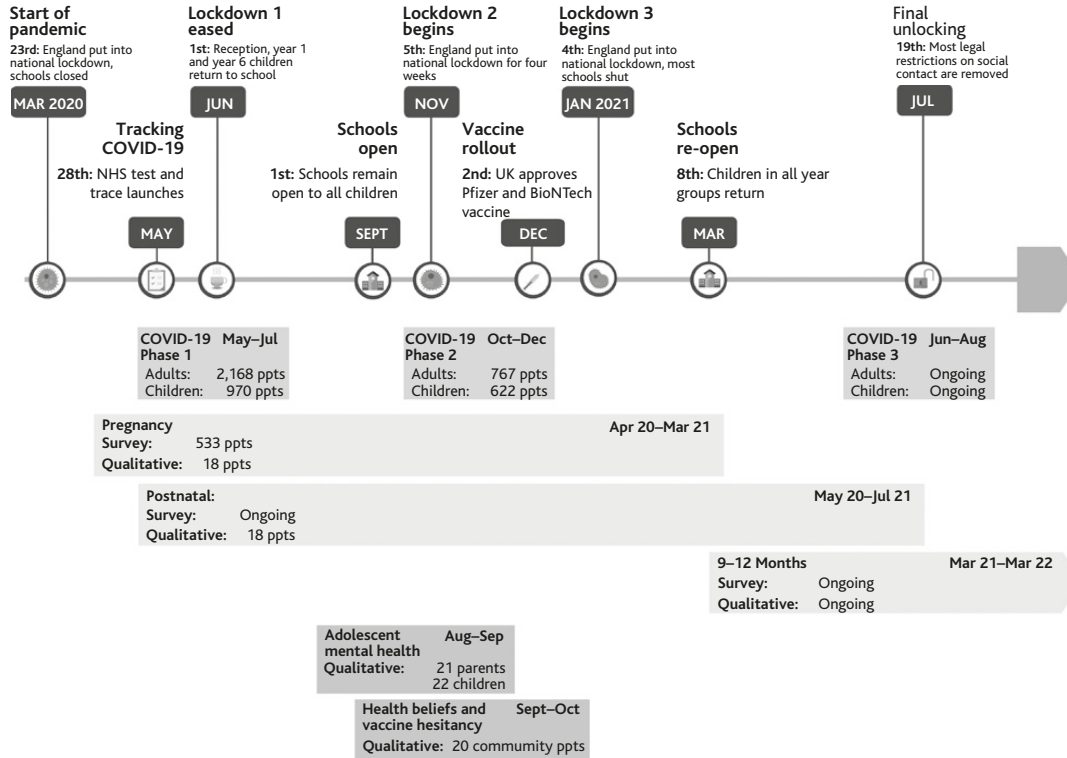 Start of
pandemic
23rd: England put into
national lockdown,
schools closed
MAR 2020
Lockdown 1
eased
1st: Reception, year 1
and year 6 children
return to school
JUN
Lockdown 2
begins
5th: England put into
national lockdown for four
weeks
NOV
Lockdown 3
begins
4th: England put into
national lockdown, most
schools shut
JAN 2021
Final
unlocking
19th: Most legal
restrictions on social
contact are removed
JUL
Tracking
COVID-19
28th: NHS test and
trace launches
MAY
Schools
open
1st: Schools remain
open to all children
SEPT
Vaccine
rollout
2nd: UK approves
Pfizer and BioNTech
vaccine
DEC
Schools
re-open
8th: Children in all year
groups return
MAR
COVID-19 May–Jul
Phase 1
Adults: 2,168 ppts
Children: 970 ppts
COVID-19 Oct–Dec
Phase 2
Adults: 767 ppts
Children: 622 ppts
COVID-19 Jun–Aug
Phase 3
Adults: Ongoing
Children: Ongoing
Pregnancy Apr 20–Mar 21
Survey: 533 ppts
Qualitative: 18 ppts
Postnatal: May 20–Jul 21
Survey: Ongoing
Qualitative: 18 ppts
9–12 Months Mar 21–Mar 22
Survey: Ongoing
Qualitative: Ongoing
Adolescent Aug–Sep
mental health
Qualitative: 21 parents
22 children
Health beliefs and Sept–Oct
vaccine hesitancy
Qualitative: 20 community ppts